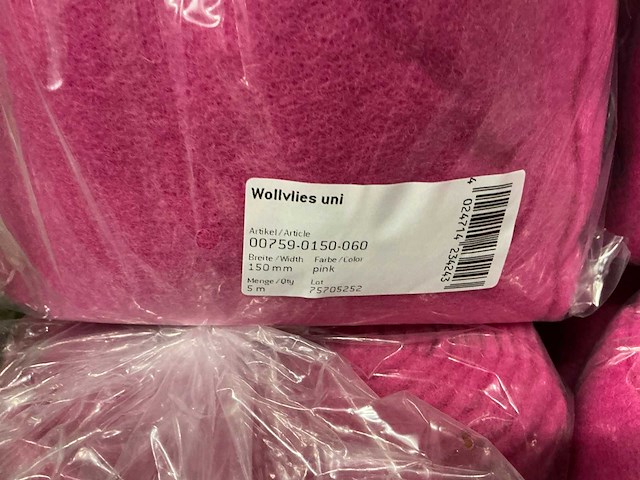 Wollvlies uni
Artikel/Article
00759-0150-060
Breite/Width Farbe/Color
150 mm pink
Menge/Qty Lot
5 m 75705252
4 024714 234243